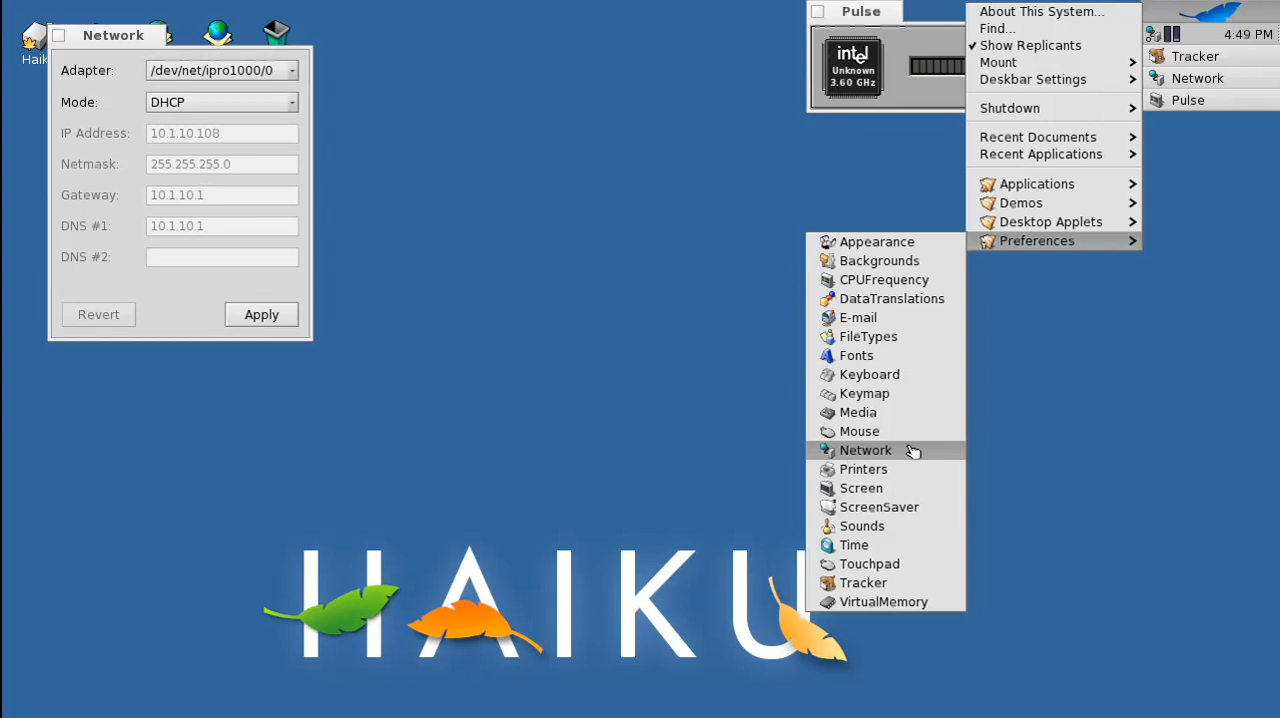 Haik
Network
Adapter:
/dev/net/ipro1000/0
Mode:
DHCP
IP Address:
10.1.10.108
Netmask:
255.255.255.0
Gateway:
10.1.10.1
DNS #1:
10.1.10.1
DNS #2:
Revert
Apply
Pulse
intel
Unknown
3.60 GHz
About This System...
Find...
Show Replicants
Mount
Deskbar Settings
Shutdown
Recent Documents
Recent Applications
Applications
Demos
Desktop Applets
Preferences
4:49 PM
Tracker
Network
Pulse
Appearance
Backgrounds
CPUFrequency
DataTranslations
E-mail
FileTypes
Fonts
Keyboard
Keymap
Media
Mouse
Network
Printers
Screen
ScreenSaver
Sounds
Time
Touchpad
Tracker
VirtualMemory
HAIKU